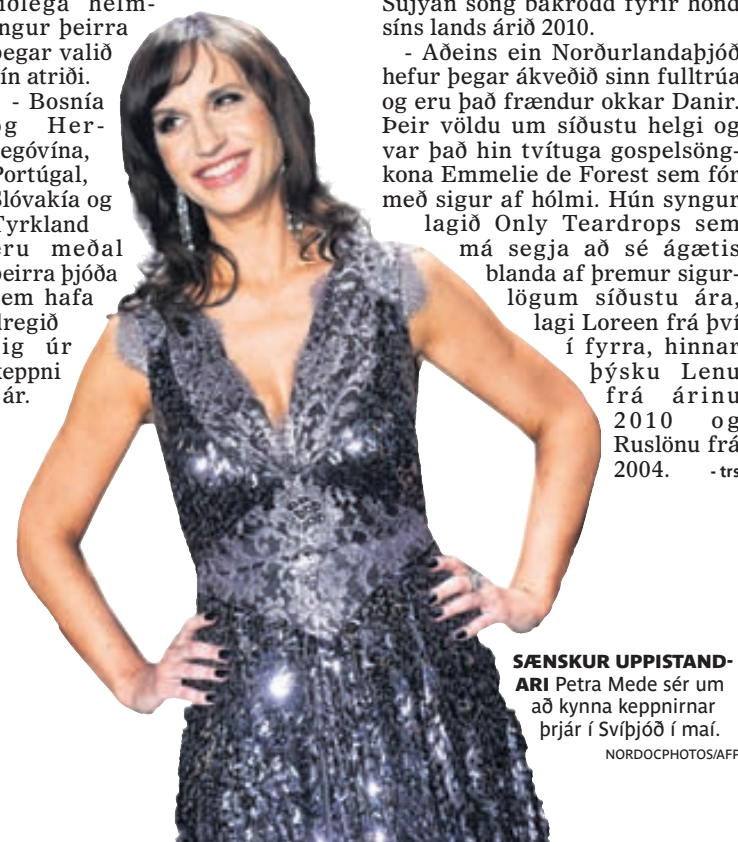 helm-
þeirra
þegar valið
sín atriði.
- Bosnía
og Her-
segóvína,
Portúgal,
Slóvakía og
Tyrkland
eru meðal
þeirra þjóða
sem hafa
dregið
sig úr
keppni
ár.
Sujyan söng bakrödd fyrir hönd
síns lands árið 2010.
- Aðeins ein Norðurlandaþjóð
hefur þegar ákveðið sinn fulltrúa
og eru það frændur okkar Danir.
Þeir völdu um síðustu helgi og
var það hin tvítuga gospelsöng-
kona Emmelie de Forest sem fór
með sigur af hólmi. Hún syngur
lagið Only Teardrops sem
má segja að sé ágætis
blanda af þremur sigur-
lögum síðustu ára,
lagi Loreen frá því
í fyrra, hinnar
þýsku Lenu
frá árinu
2010 og
Ruslönu frá
2004. - trs
SÆNSKUR UPPISTAND-
ARI Petra Mede sér um
að kynna keppnirnar
þrjár í Svíþjóð í maí.
NORDOCPHOTOS/AFP